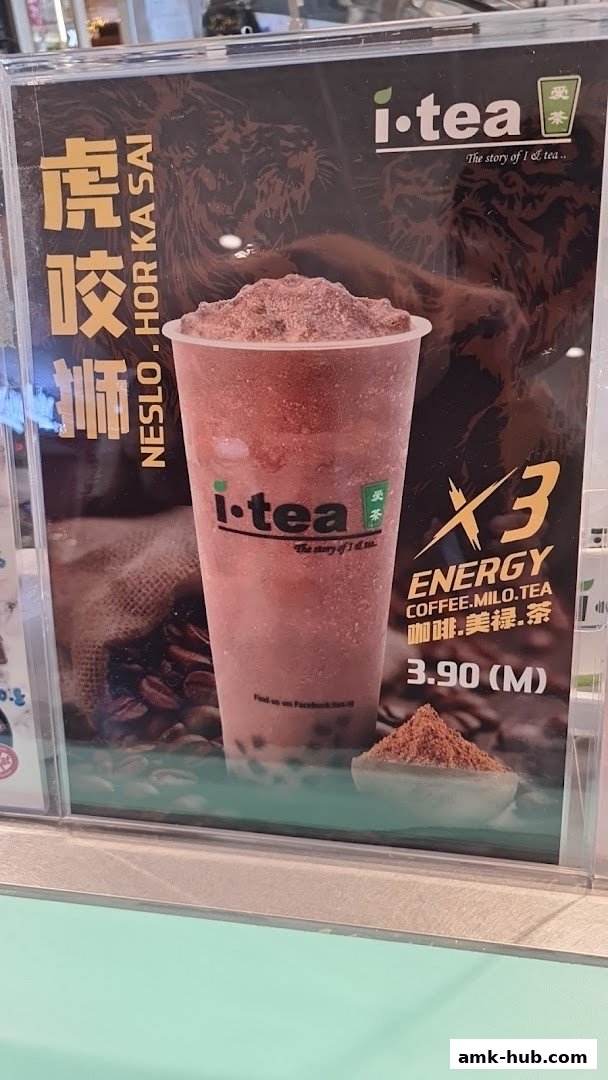 i•tea
爱茶
The story of I & tea..
虎咬狮
NESLO . HOR KA SAI
i•tea
爱茶
The story of I & tea..
X3
ENERGY
COFFEE.MILO.TEA
咖啡.美禄.茶
3.90 (M)
Find us on Facebook:itea.sg
amk-hub.com